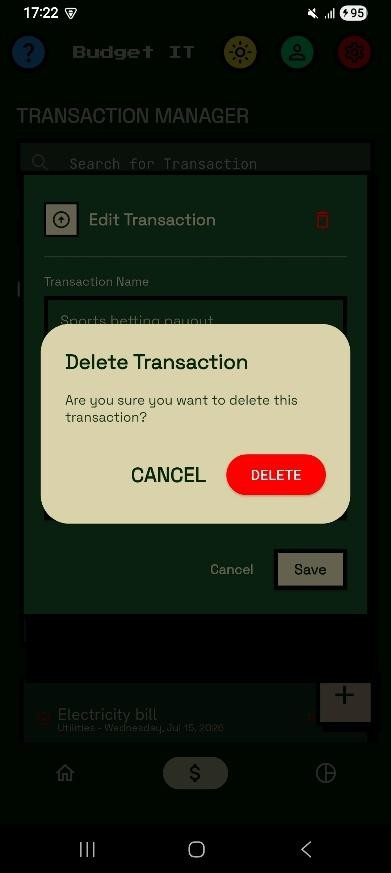 17:22
95
?
Budget IT
TRANSACTION MANAGER
Search for Transaction
Edit Transaction
Transaction Name
Sports betting payout
Delete Transaction
Are you sure you want to delete this
transaction?
CANCEL
DELETE
Cancel
Save
+
Electricity bill
Utilities - Wednesday, Jul 15, 2026
$